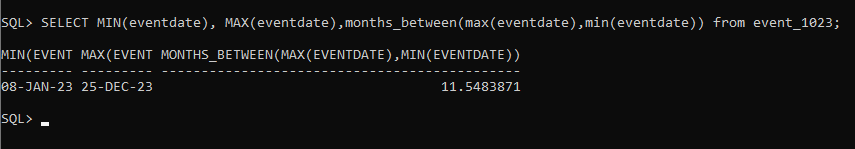 SQL> SELECT MIN(eventdate), MAX(eventdate),months_between(max(eventdate),min(eventdate)) from event_1023;
MIN(EVENT MAX(EVENT MONTHS_BETWEEN(MAX(EVENTDATE),MIN(EVENTDATE))
--------- --------- ---------------------------------------------
08-JAN-23 25-DEC-23                                    11.5483871
SQL>